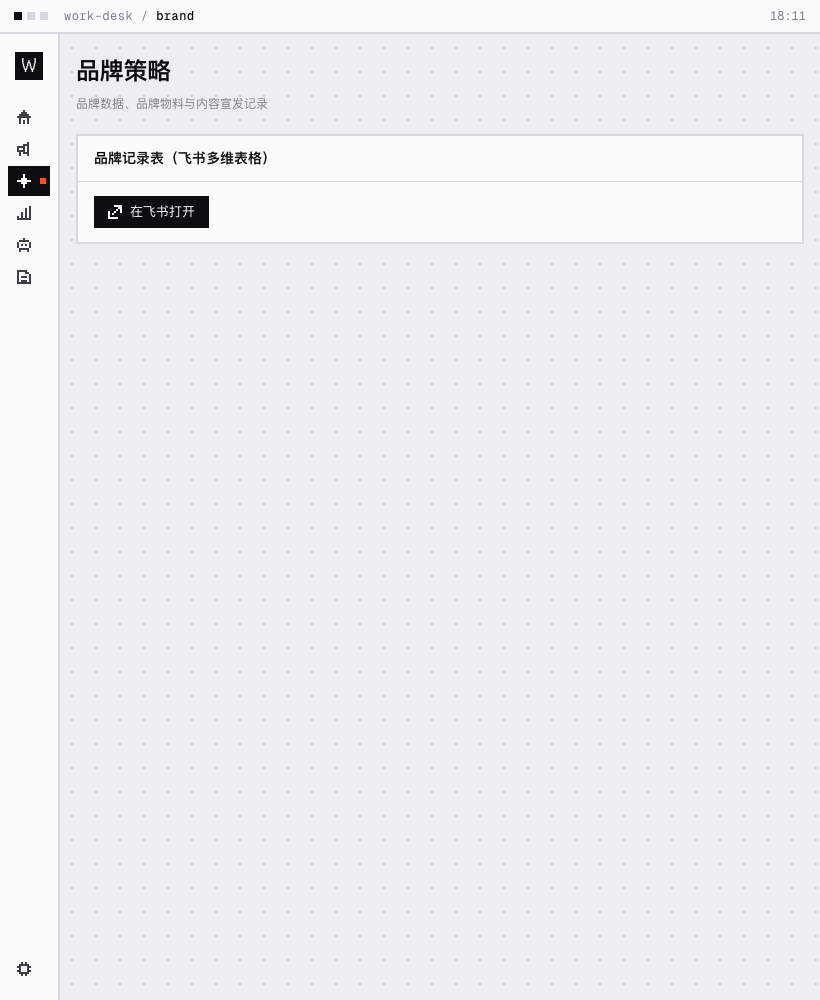 work-desk / brand
18:11
W
品牌策略
品牌数据、品牌物料与内容宣发记录
品牌记录表（飞书多维表格）
在飞书打开